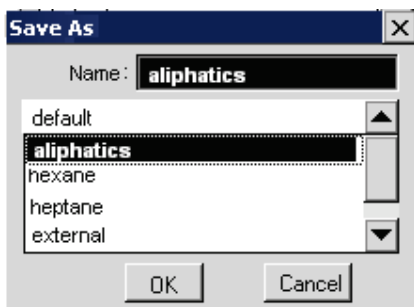 Save As
Name: aliphatics
default
aliphatics
hexane
heptane
external
OK Cancel